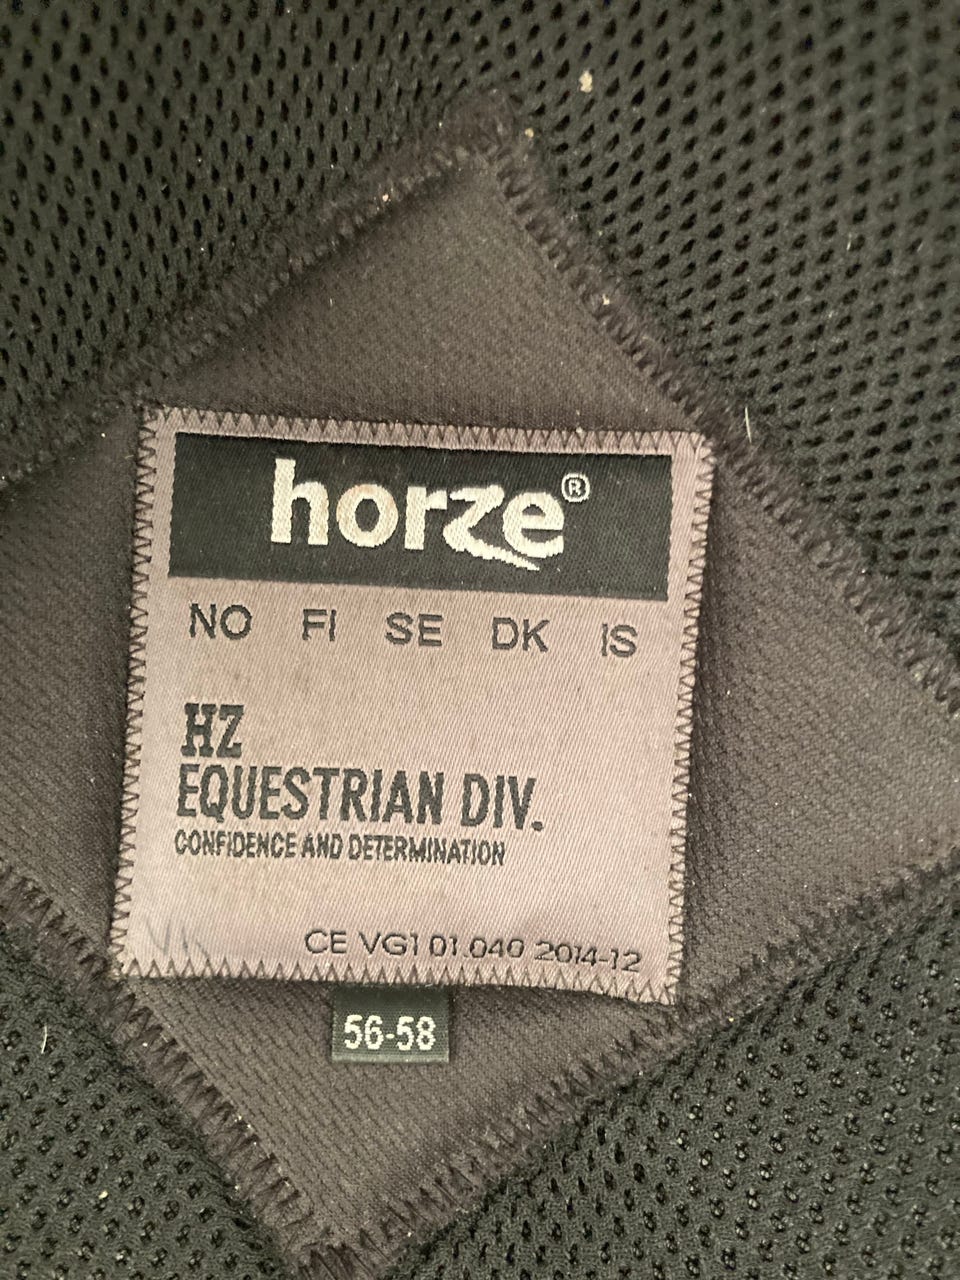 horze®
NO FI SE DK IS
HZ
EQUESTRIAN DIV.
CONFIDENCE AND DETERMINATION
CE VG1 01.040 2014-12
56-58